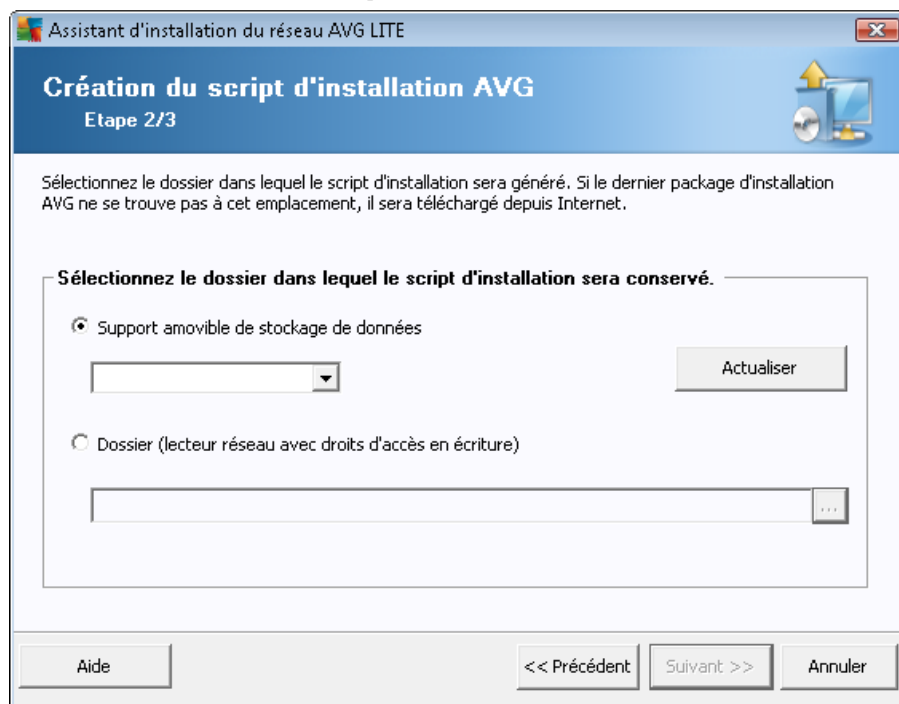 Assistant d'installation du réseau AVG LITE
Création du script d'installation AVG
Etape 2/3
Sélectionnez le dossier dans lequel le script d'installation sera généré. Si le dernier package d'installation
AVG ne se trouve pas à cet emplacement, il sera téléchargé depuis Internet.
Sélectionnez le dossier dans lequel le script d'installation sera conservé.
Support amovible de stockage de données
Actualiser
Dossier (lecteur réseau avec droits d'accès en écriture)
...
Aide
<< Précédent
Suivant >>
Annuler